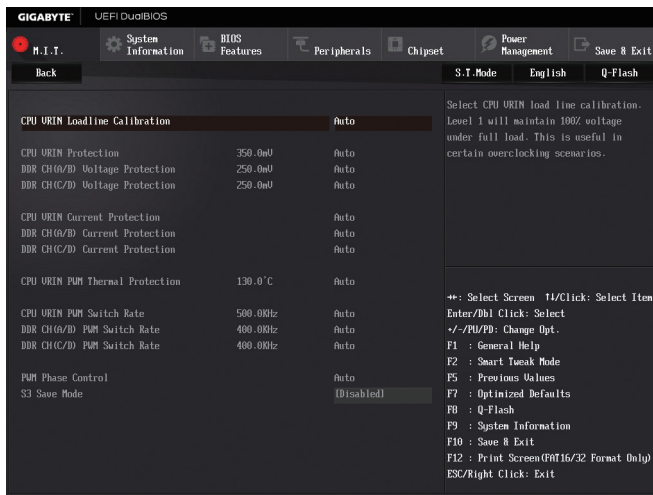 GIGABYTE™ UEFI DualBIOS
M.I.T. System Information BIOS Features Peripherals Chipset Power Management Save & Exit
Back S.T.Mode English Q-Flash
CPU VRIN Loadline Calibration Auto
CPU VRIN Protection 350.0mV Auto
DDR CH(A/B) Voltage Protection 250.0mV Auto
DDR CH(C/D) Voltage Protection 250.0mV Auto
CPU VRIN Current Protection Auto
DDR CH(A/B) Current Protection Auto
DDR CH(C/D) Current Protection Auto
CPU VRIN PWM Thermal Protection 130.0°C Auto
CPU VRIN PWM Switch Rate 500.0KHz Auto
DDR CH(A/B) PWM Switch Rate 400.0KHz Auto
DDR CH(C/D) PWM Switch Rate 400.0KHz Auto
PWM Phase Control Auto
S3 Save Mode [Disabled]
Select CPU VRIN load line calibration.
Level 1 will maintain 100% voltage
under full load. This is useful in
certain overclocking scenarios.
→←: Select Screen ↑↓/Click: Select Item
Enter/Dbl Click: Select
+/-/PU/PD: Change Opt.
F1 : General Help
F2 : Smart Tweak Mode
F5 : Previous Values
F7 : Optimized Defaults
F8 : Q-Flash
F9 : System Information
F10 : Save & Exit
F12 : Print Screen(FAT16/32 Format Only)
ESC/Right Click: Exit